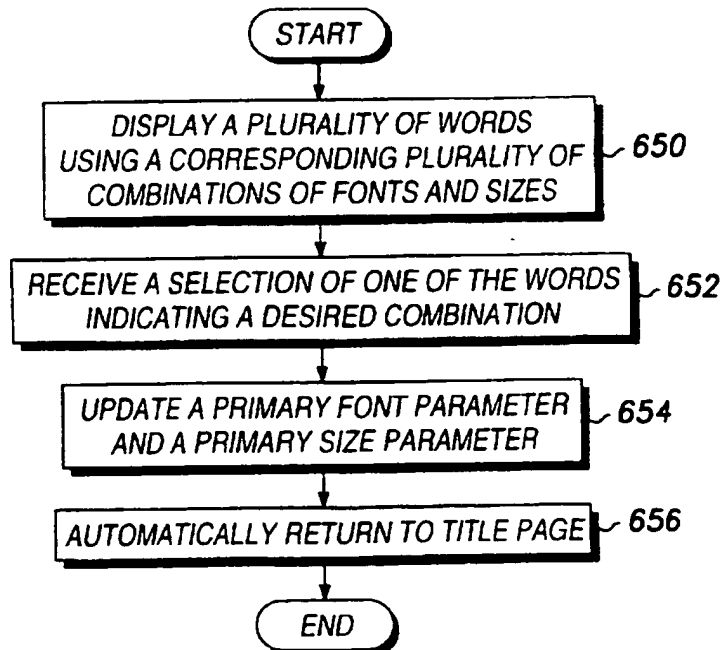 START
DISPLAY A PLURALITY OF WORDS
USING A CORRESPONDING PLURALITY OF
COMBINATIONS OF FONTS AND SIZES
650
RECEIVE A SELECTION OF ONE OF THE WORDS
INDICATING A DESIRED COMBINATION
652
UPDATE A PRIMARY FONT PARAMETER
AND A PRIMARY SIZE PARAMETER
654
AUTOMATICALLY RETURN TO TITLE PAGE
656
END